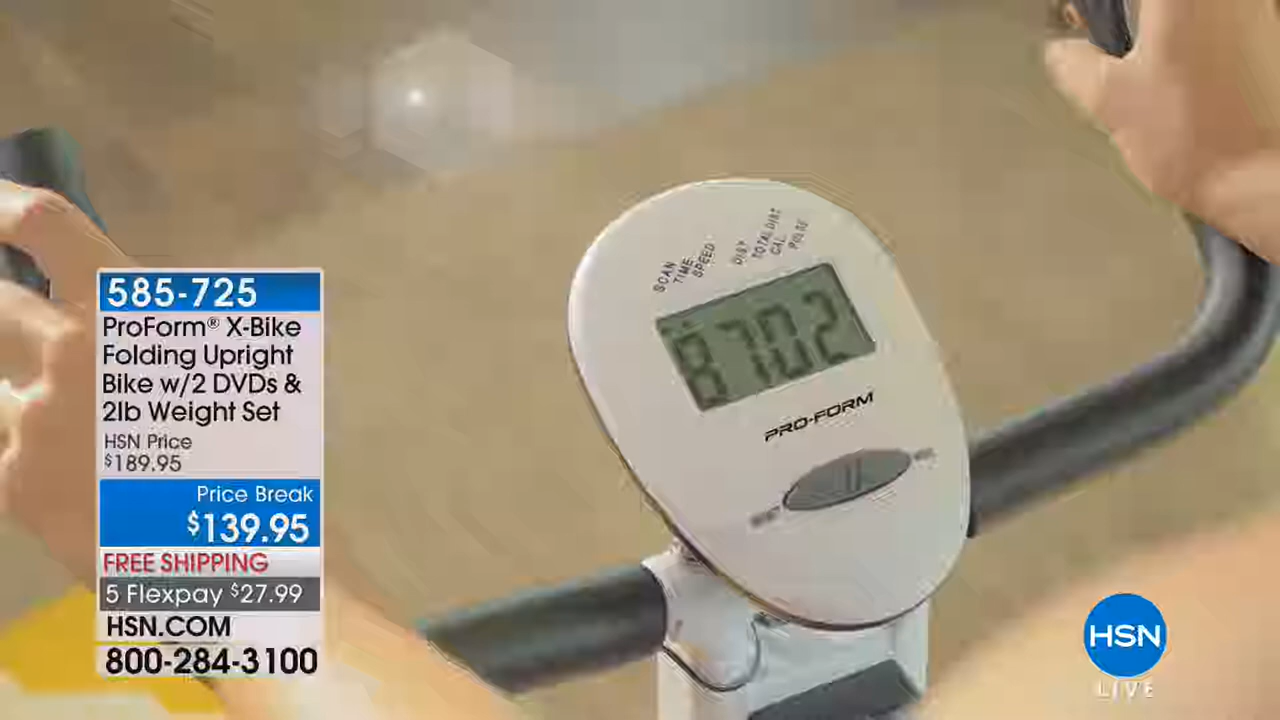 585-725
ProForm® X-Bike
Folding Upright
Bike w/2 DVDs &
2lb Weight Set
HSN Price
$189.95
Price Break
$139.95
FREE SHIPPING
5 Flexpay $27.99
HSN.COM
800-284-3100
SCAN
TIME
SPEED
DIST
TOTAL DIST
CAL
PULSE
8702
PRO-FORM
HSN
LIVE